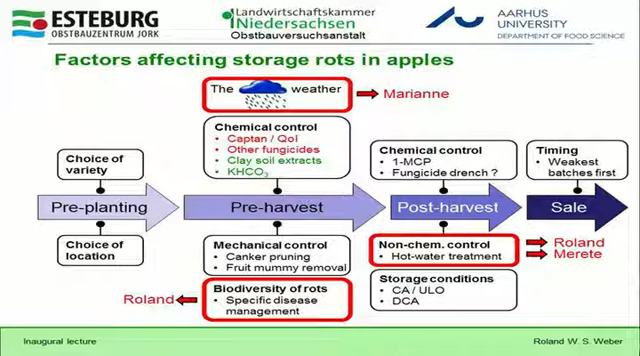 ESTEBURG
OBSTBAUZENTRUM JORK
Landwirtschaftskammer
Niedersachsen
Obstbauversuchsanstalt
AARHUS
UNIVERSITY
DEPARTMENT OF FOOD SCIENCE
Factors affecting storage rots in apples
The weather
Marianne
Chemical control
• Captan / QoI
• Other fungicides
• Clay soil extracts
• KHCO3
Chemical control
• 1-MCP
• Fungicide drench ?
Timing
• Weakest
batches first
Choice of
variety
Pre-planting
Pre-harvest
Post-harvest
Sale
Choice of
location
Mechanical control
• Canker pruning
• Fruit mummy removal
Non-chem. control
• Hot-water treatment
Roland
Merete
Roland
Biodiversity of rots
• Specific disease
management
Storage conditions
• CA / ULO
• DCA
Inaugural lecture
Roland W. S. Weber